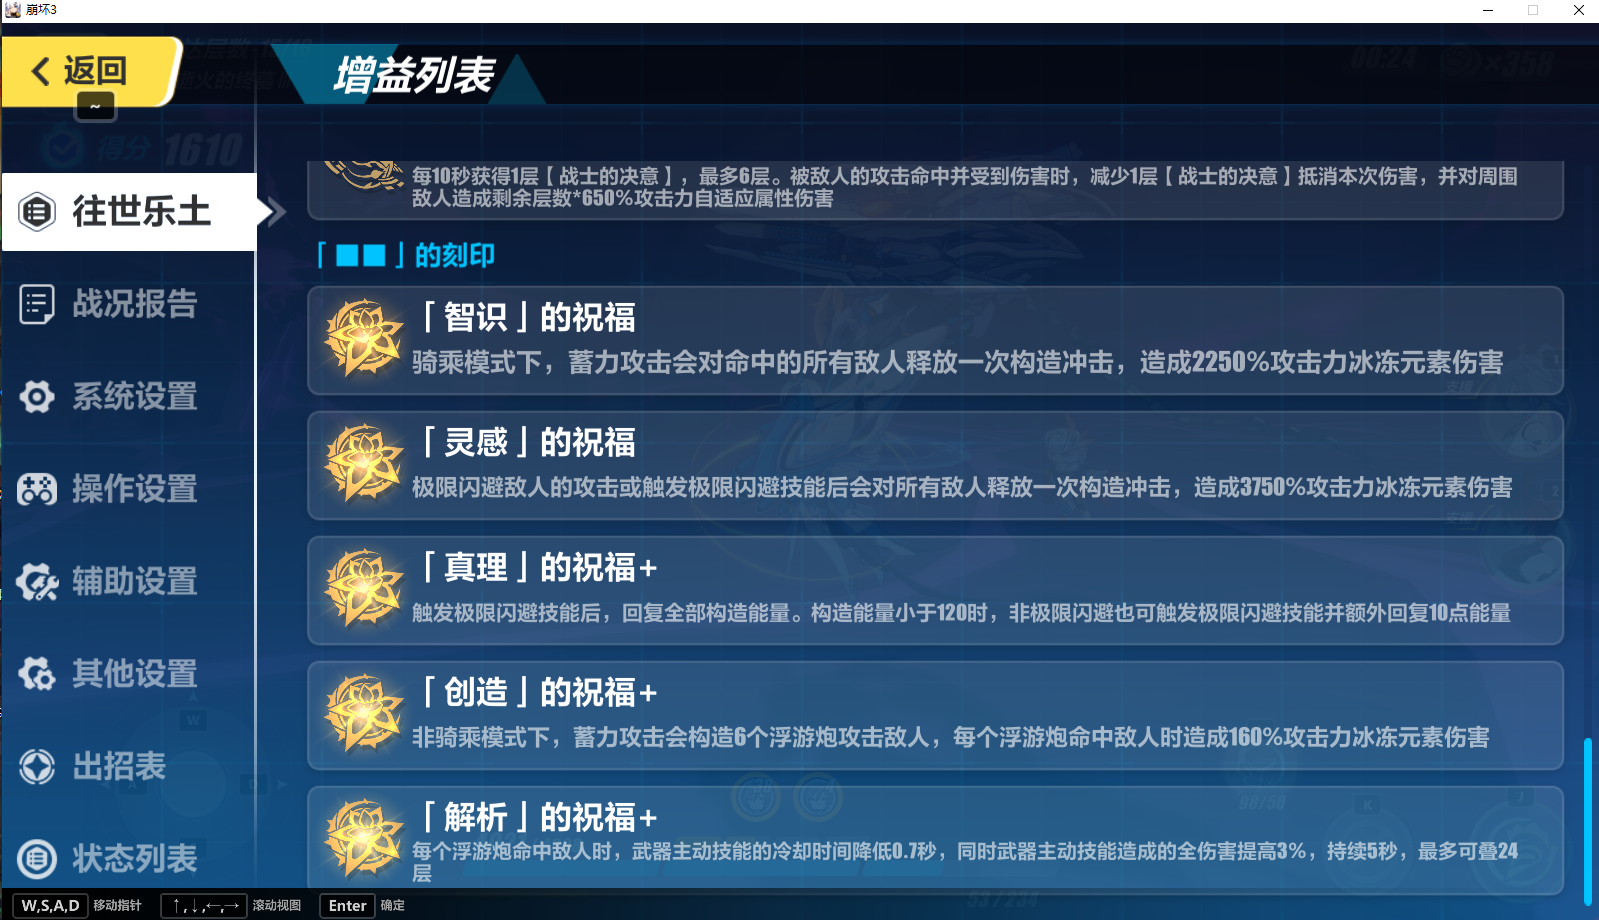 崩坏3
返回
~
增益列表
00:24
×358
得分 1610
往世乐土
战况报告
系统设置
操作设置
辅助设置
其他设置
出招表
状态列表
每10秒获得1层【战士的决意】，最多6层。被敌人的攻击命中并受到伤害时，减少1层【战士的决意】抵消本次伤害，并对周围
敌人造成剩余层数*650%攻击力自适应属性伤害
「■■」的刻印
「智识」的祝福
骑乘模式下，蓄力攻击会对命中的所有敌人释放一次构造冲击，造成2250%攻击力冰冻元素伤害
「灵感」的祝福
极限闪避敌人的攻击或触发极限闪避技能后会对所有敌人释放一次构造冲击，造成3750%攻击力冰冻元素伤害
「真理」的祝福+
触发极限闪避技能后，回复全部构造能量。构造能量小于120时，非极限闪避也可触发极限闪避技能并额外回复10点能量
「创造」的祝福+
非骑乘模式下，蓄力攻击会构造6个浮游炮攻击敌人，每个浮游炮命中敌人时造成160%攻击力冰冻元素伤害
「解析」的祝福+
每个浮游炮命中敌人时，武器主动技能的冷却时间降低0.7秒，同时武器主动技能造成的全伤害提高3%，持续5秒，最多可叠24
层
W,S,A,D 移动指针 ↑,↓,←,→ 滚动视图 Enter 确定